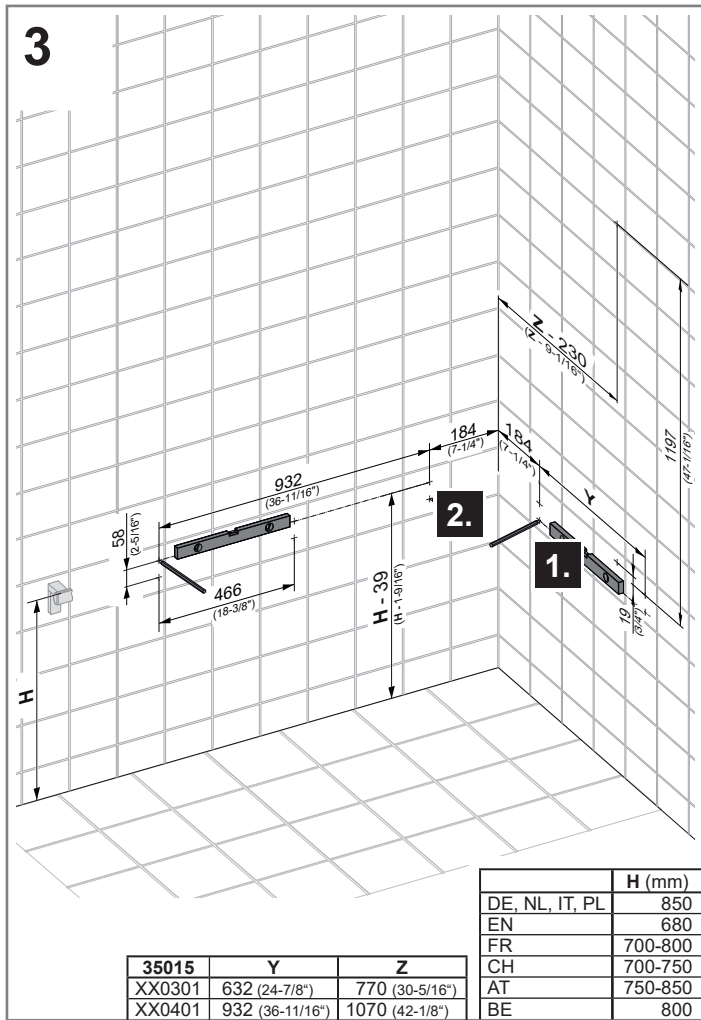 3
Z - 230
(Z - 9-1/16")
1197
(47-1/16")
184
(7-1/4")
184
(7-1/4")
932
(36-11/16")
Y
58
(2-5/16")
2.
1.
466
(18-3/8")
H - 39
(H -1-9/16")
19
(3/4")
H
H (mm)
DE, NL, IT, PL 850
EN 680
FR 700-800
CH 700-750
AT 750-850
BE 800
35015 Y Z
XX0301 632 (24-7/8“) 770 (30-5/16“)
XX0401 932 (36-11/16“) 1070 (42-1/8“)